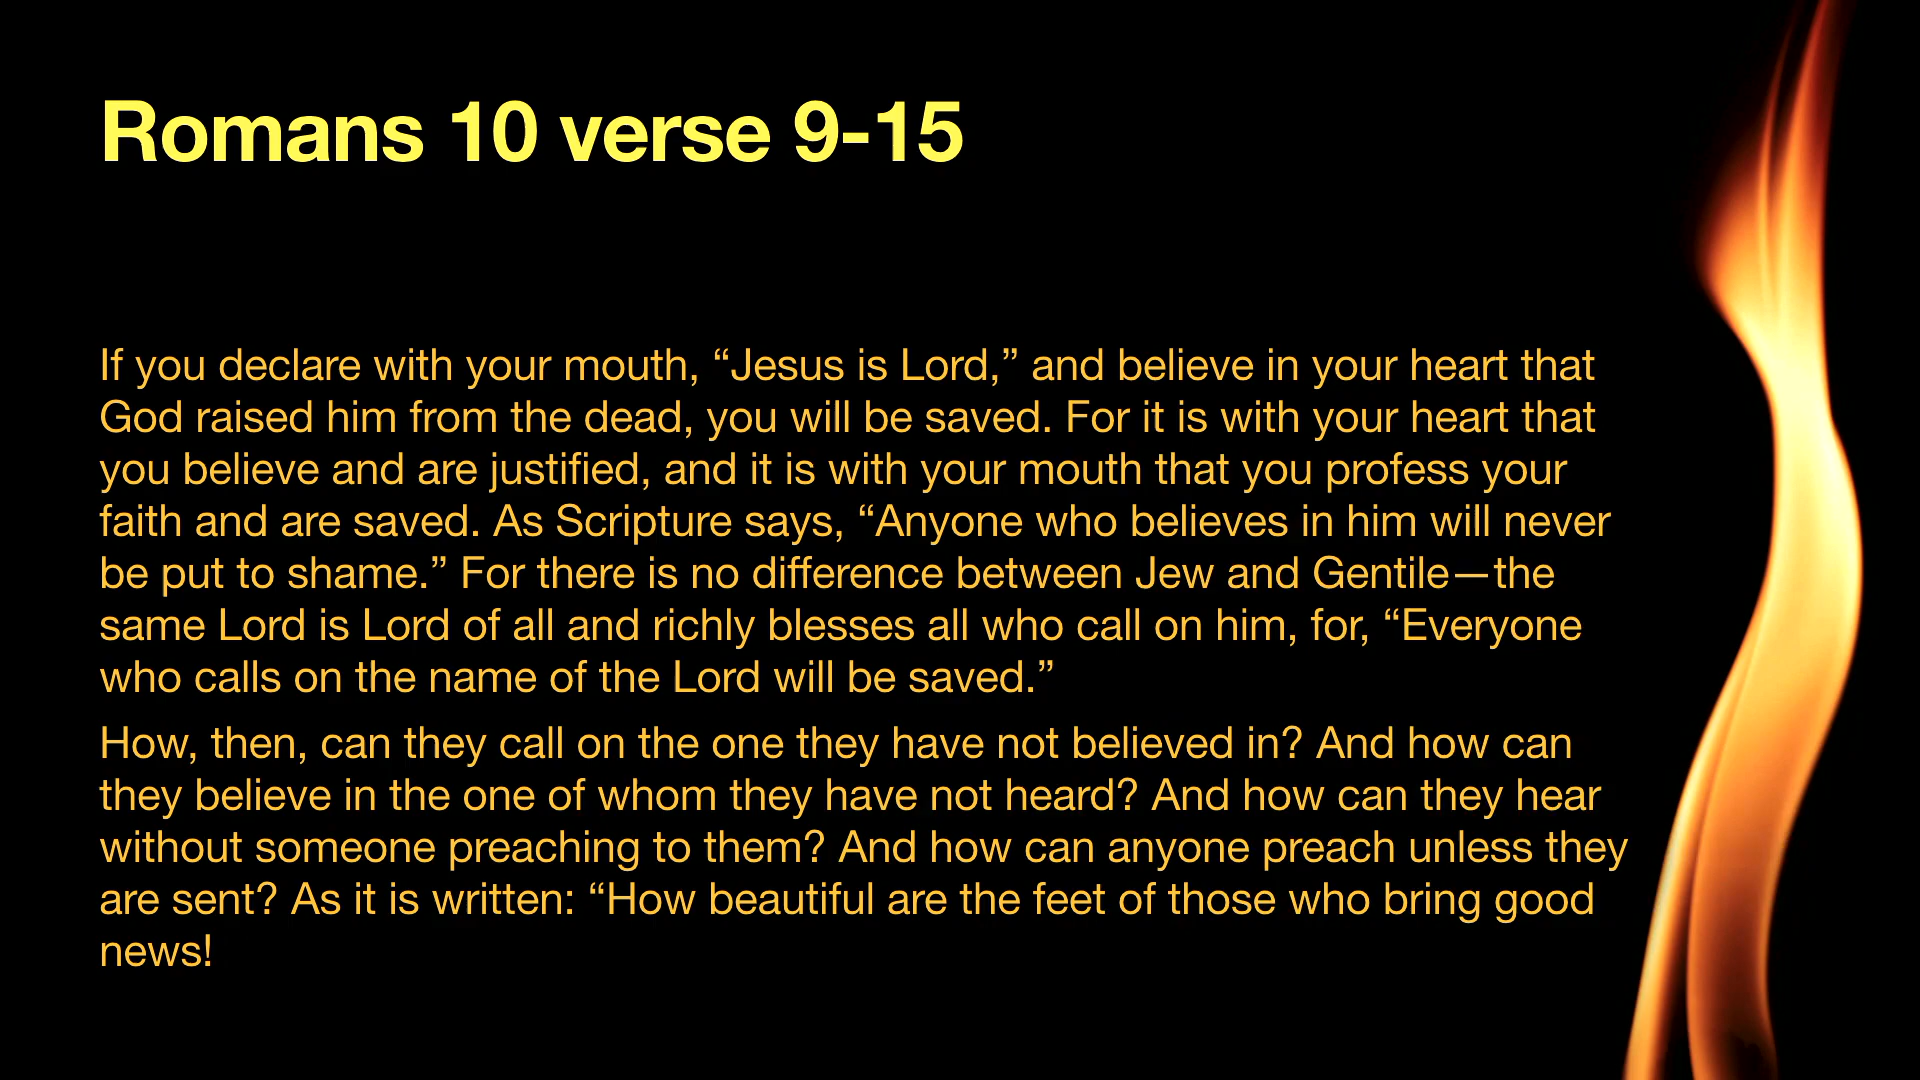 Romans 10 verse 9-15
If you declare with your mouth, “Jesus is Lord,” and believe in your heart that
God raised him from the dead, you will be saved. For it is with your heart that
you believe and are justified, and it is with your mouth that you profess your
faith and are saved. As Scripture says, “Anyone who believes in him will never
be put to shame.” For there is no difference between Jew and Gentile—the
same Lord is Lord of all and richly blesses all who call on him, for, “Everyone
who calls on the name of the Lord will be saved.”
How, then, can they call on the one they have not believed in? And how can
they believe in the one of whom they have not heard? And how can they hear
without someone preaching to them? And how can anyone preach unless they
are sent? As it is written: “How beautiful are the feet of those who bring good
news!